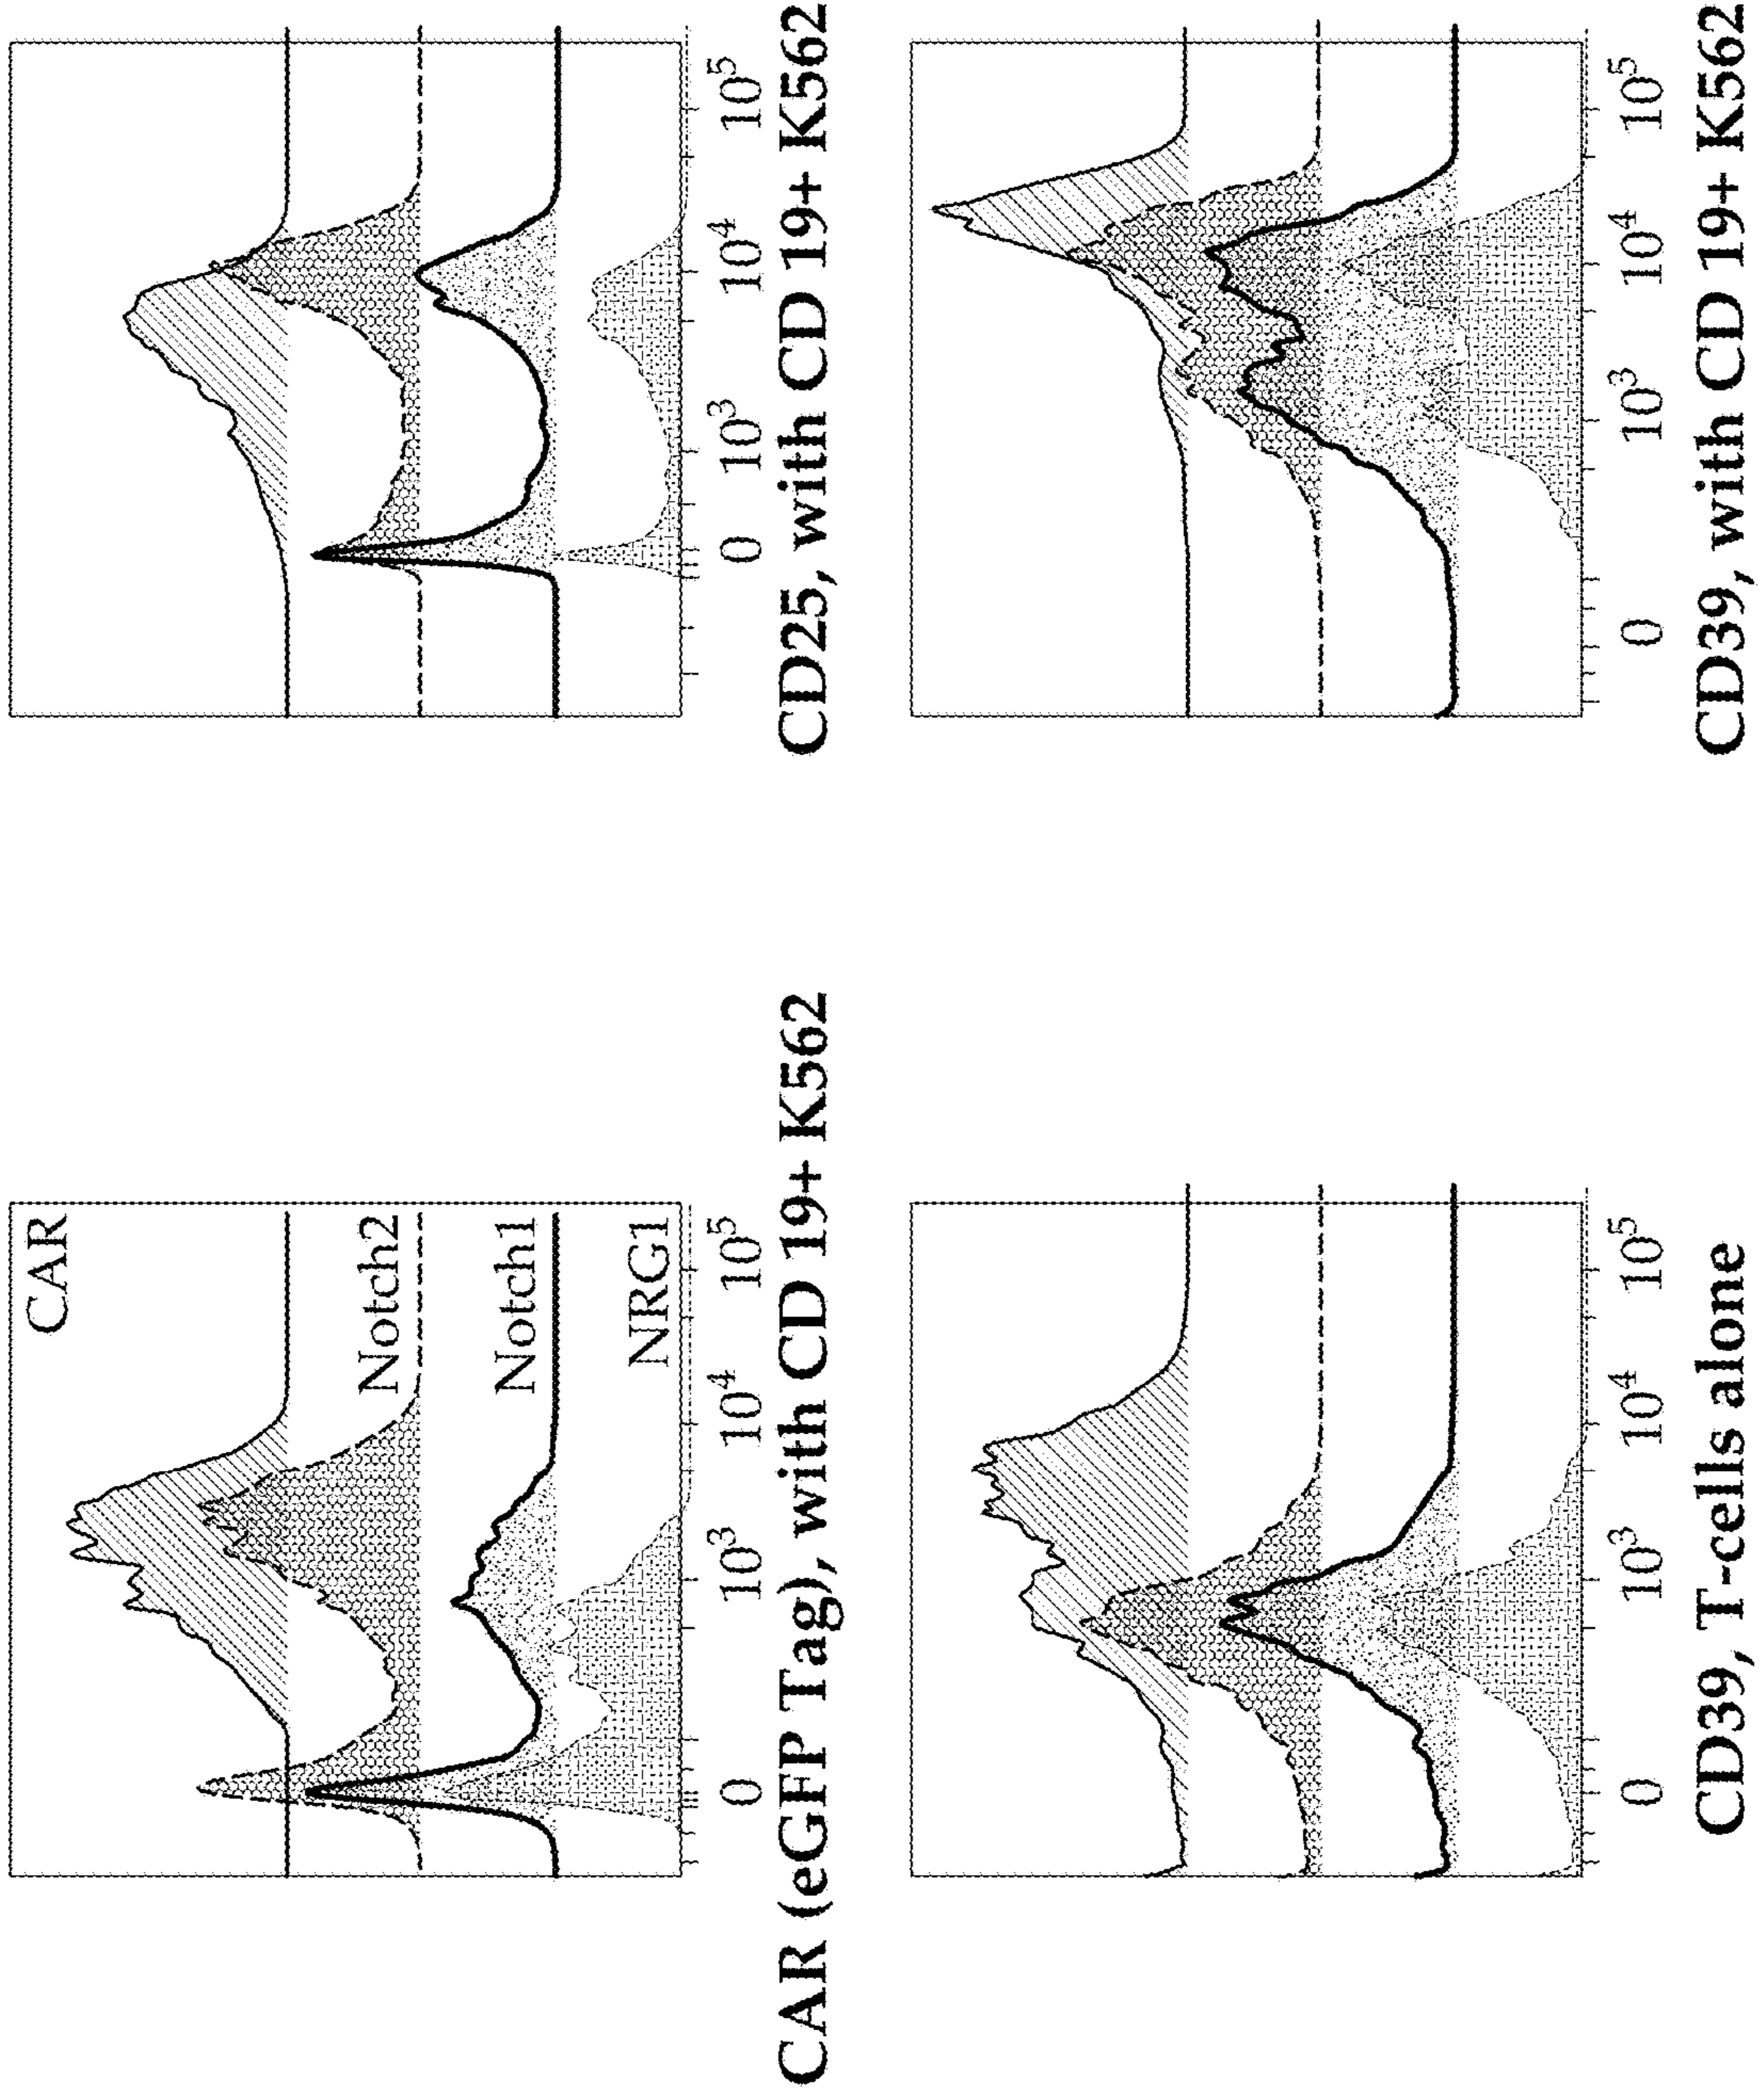 CAR
Notch2
Notch1
NRG1
0 10³ 10⁴ 10⁵
CAR (eGFP Tag), with CD 19+ K562
0 10³ 10⁴ 10⁵
CD25, with CD 19+ K562
0 10³ 10⁴ 10⁵
CD39, T-cells alone
0 10³ 10⁴ 10⁵
CD39, with CD 19+ K562